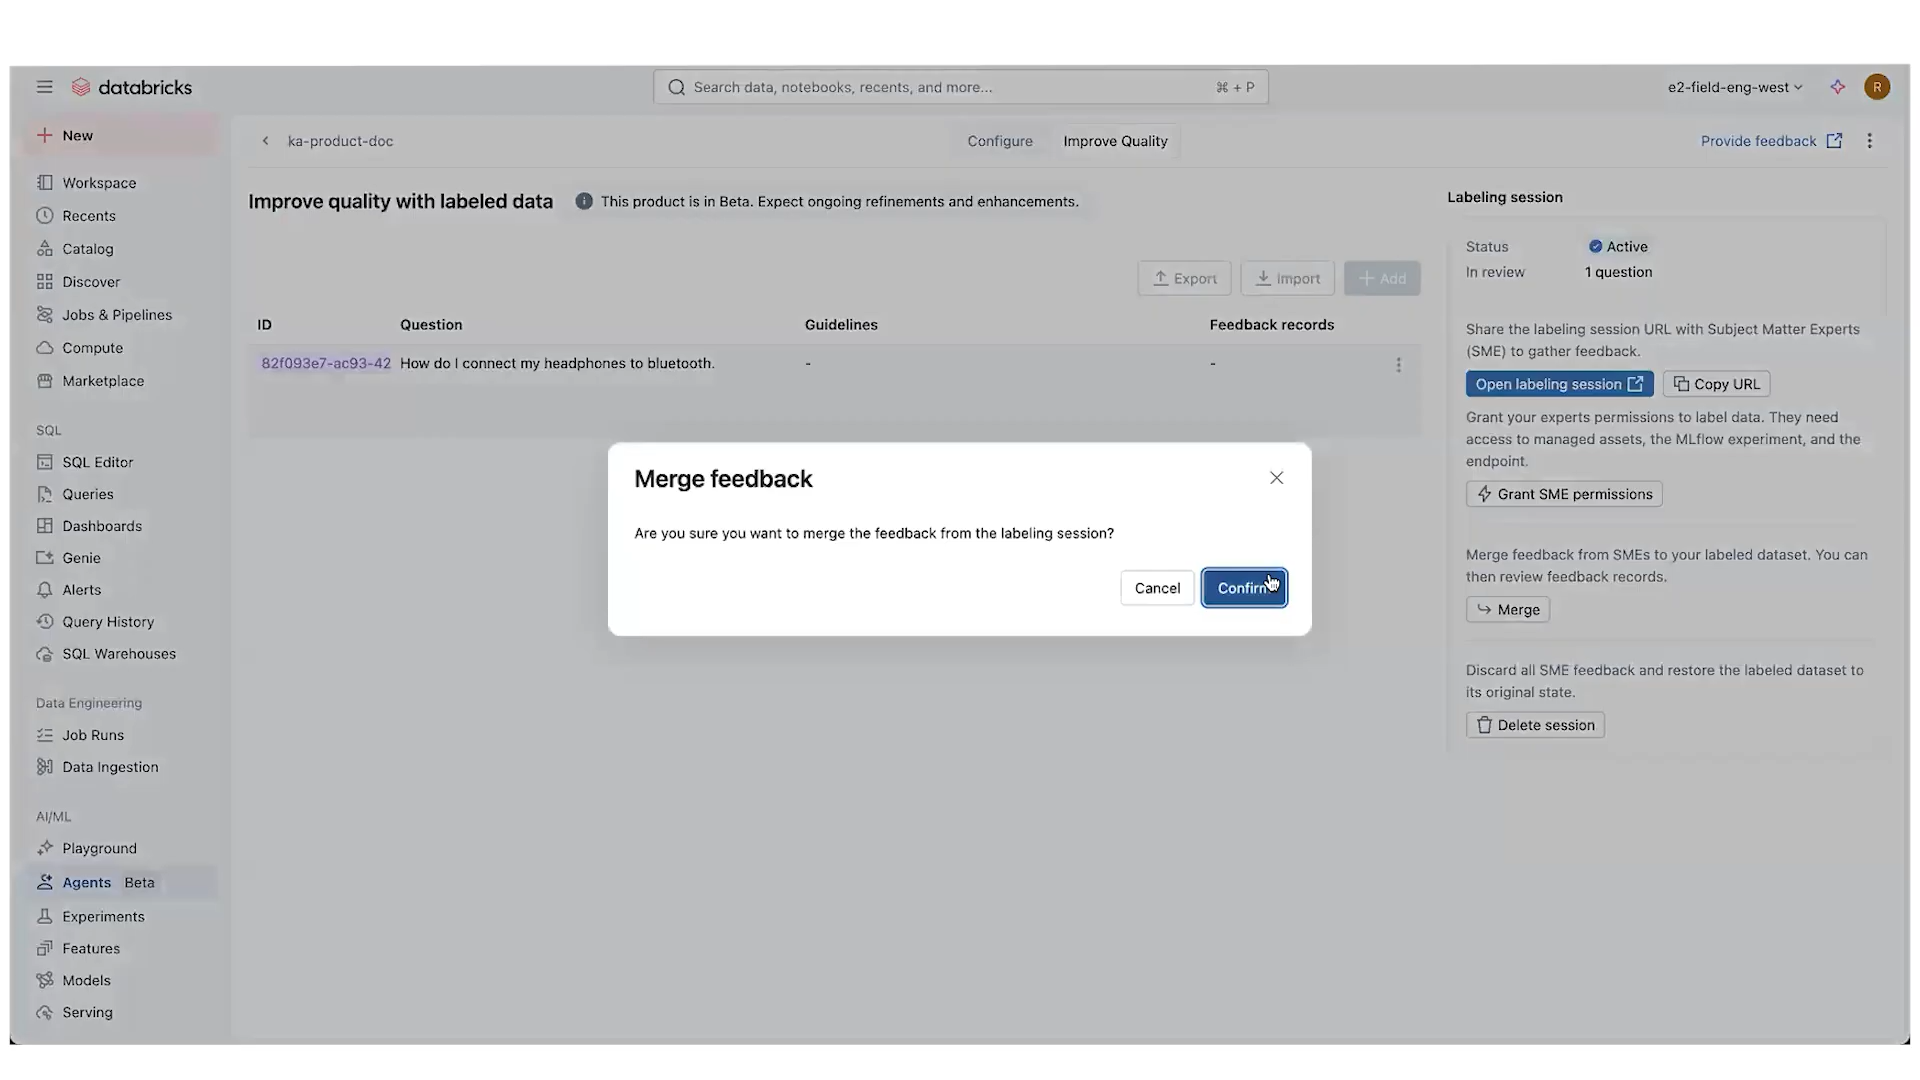 databricks
Search data, notebooks, recents, and more...
⌘ + P
e2-field-eng-west
R
New
Workspace
Recents
Catalog
Discover
Jobs & Pipelines
Compute
Marketplace
SQL
SQL Editor
Queries
Dashboards
Genie
Alerts
Query History
SQL Warehouses
Data Engineering
Job Runs
Data Ingestion
AI/ML
Playground
Agents Beta
Experiments
Features
Models
Serving
ka-product-doc
Configure
Improve Quality
Provide feedback
Improve quality with labeled data
This product is in Beta. Expect ongoing refinements and enhancements.
Export
Import
Add
ID Question Guidelines Feedback records
82f093e7-ac93-42 How do I connect my headphones to bluetooth. - -
Merge feedback
Are you sure you want to merge the feedback from the labeling session?
Cancel
Confirm
Labeling session
Status Active
In review 1 question
Share the labeling session URL with Subject Matter Experts
(SME) to gather feedback.
Open labeling session
Copy URL
Grant your experts permissions to label data. They need
access to managed assets, the MLflow experiment, and the
endpoint.
Grant SME permissions
Merge feedback from SMEs to your labeled dataset. You can
then review feedback records.
Merge
Discard all SME feedback and restore the labeled dataset to
its original state.
Delete session